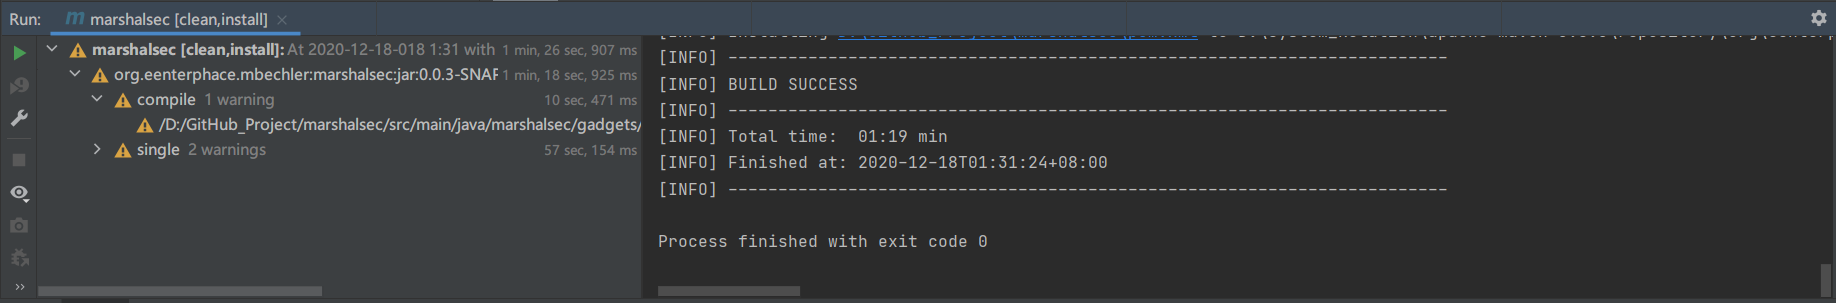 Run: m marshalsec [clean,install] ×
marshalsec [clean,install]: At 2020-12-18-018 1:31 with 1 min, 26 sec, 907 ms
org.eenterphace.mbechler:marshalsec:jar:0.0.3-SNAP 1 min, 18 sec, 925 ms
compile 1 warning 10 sec, 471 ms
/D:/GitHub_Project/marshalsec/src/main/java/marshalsec/gadgets/
single 2 warnings 57 sec, 154 ms
[INFO] ------------------------------------------------------------------------
[INFO] BUILD SUCCESS
[INFO] ------------------------------------------------------------------------
[INFO] Total time:  01:19 min
[INFO] Finished at: 2020-12-18T01:31:24+08:00
[INFO] ------------------------------------------------------------------------
Process finished with exit code 0